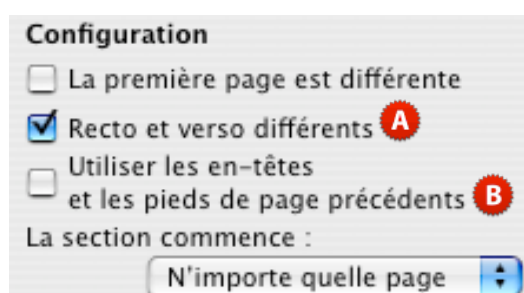 Configuration
La première page est différente
Recto et verso différents A
Utiliser les en-têtes
et les pieds de page précédents B
La section commence :
N'importe quelle page